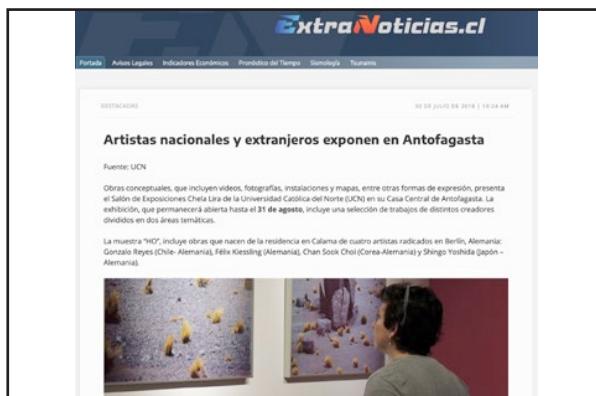 ExtraNoticias.cl
Portada Avisos Legales Indicadores Económicos Pronóstico del Tiempo Sismología Tsunamis
DESTACADAS 30 DE JULIO DE 2018 | 10:24 AM
Artistas nacionales y extranjeros exponen en Antofagasta
Fuente: UCN
Obras conceptuales, que incluyen videos, fotografías, instalaciones y mapas, entre otras formas de expresión, presenta
el Salón de Exposiciones Chela Lira de la Universidad Católica del Norte (UCN) en su Casa Central de Antofagasta. La
exhibición, que permanecerá abierta hasta el 31 de agosto, incluye una selección de trabajos de distintos creadores
divididos en dos áreas temáticas.
La muestra "HO", incluye obras que nacen de la residencia en Calama de cuatro artistas radicados en Berlín, Alemania:
Gonzalo Reyes (Chile- Alemania), Félix Kiessling (Alemania), Chan Sook Choi (Corea-Alemania) y Shingo Yoshida (Japón –
Alemania).